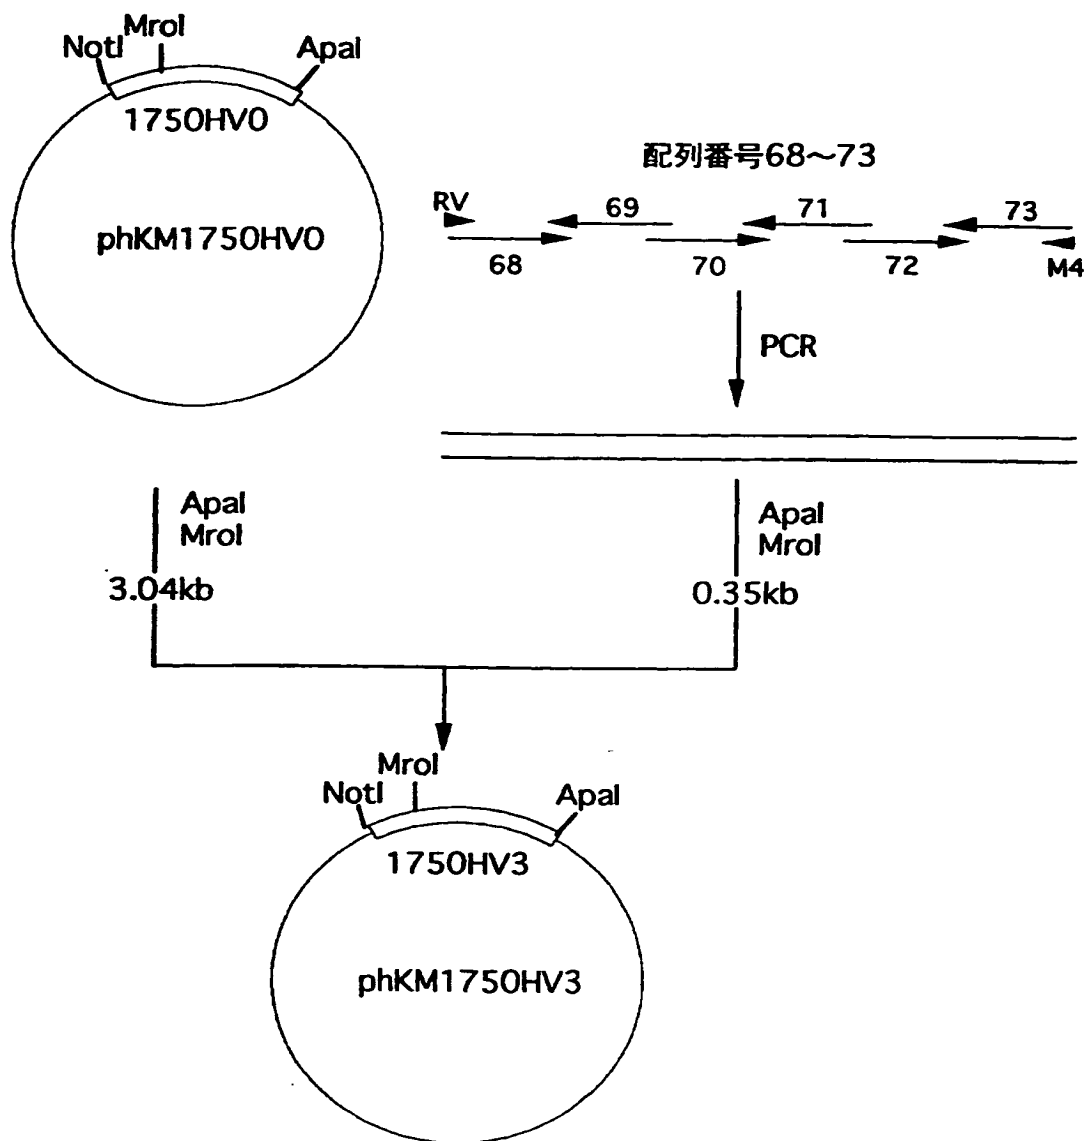 NotI
MroI
ApaI
1750HV0
phKM1750HV0
配列番号68～73
RV
69
71
73
68
70
72
M4
PCR
ApaI
MroI
3.04kb
ApaI
MroI
0.35kb
NotI
MroI
ApaI
1750HV3
phKM1750HV3